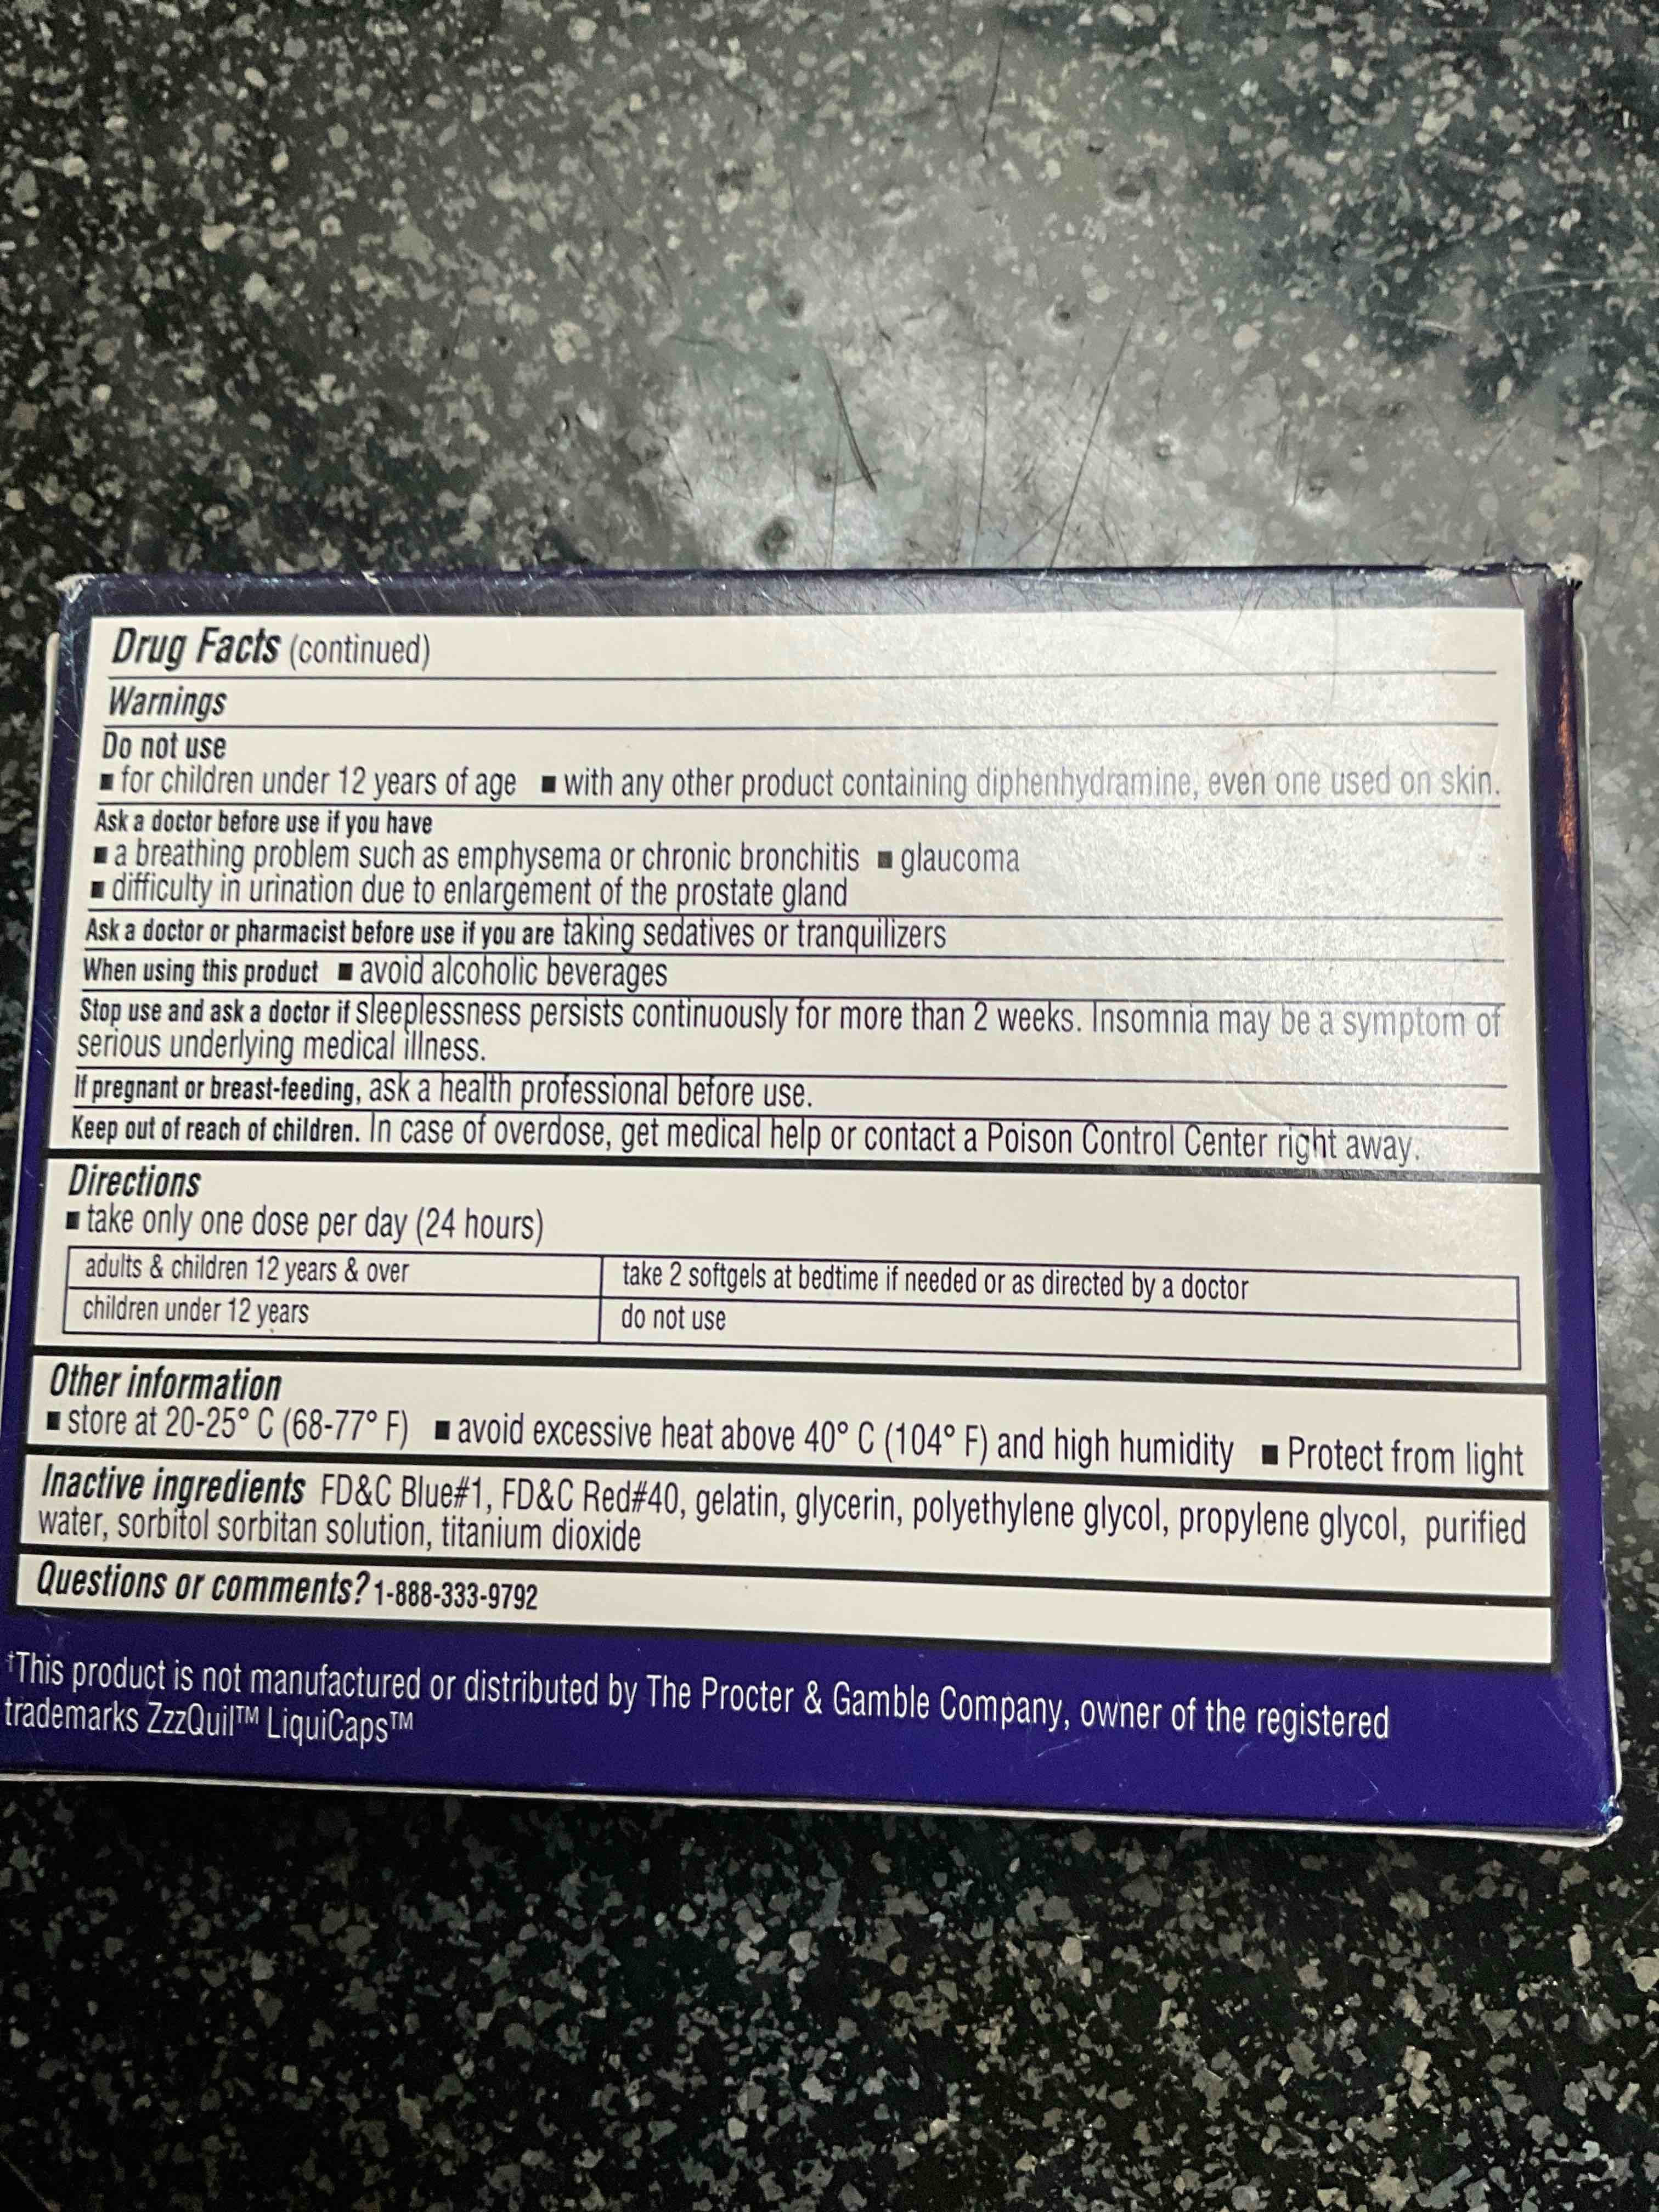 Drug Facts (continued)
Warnings
Do not use
■ for children under 12 years of age ■ with any other product containing diphenhydramine, even one used on skin.
Ask a doctor before use if you have
■ a breathing problem such as emphysema or chronic bronchitis ■ glaucoma
■ difficulty in urination due to enlargement of the prostate gland
Ask a doctor or pharmacist before use if you are taking sedatives or tranquilizers
When using this product ■ avoid alcoholic beverages
Stop use and ask a doctor if sleeplessness persists continuously for more than 2 weeks. Insomnia may be a symptom of
serious underlying medical illness.
If pregnant or breast-feeding, ask a health professional before use.
Keep out of reach of children. In case of overdose, get medical help or contact a Poison Control Center right away.
Directions
■ take only one dose per day (24 hours)
adults & children 12 years & over take 2 softgels at bedtime if needed or as directed by a doctor
children under 12 years do not use
Other information
■ store at 20-25° C (68-77° F) ■ avoid excessive heat above 40° C (104° F) and high humidity ■ Protect from light
Inactive ingredients FD&C Blue#1, FD&C Red#40, gelatin, glycerin, polyethylene glycol, propylene glycol, purified
water, sorbitol sorbitan solution, titanium dioxide
Questions or comments? 1-888-333-9792
†This product is not manufactured or distributed by The Procter & Gamble Company, owner of the registered
trademarks ZzzQuil™ LiquiCaps™